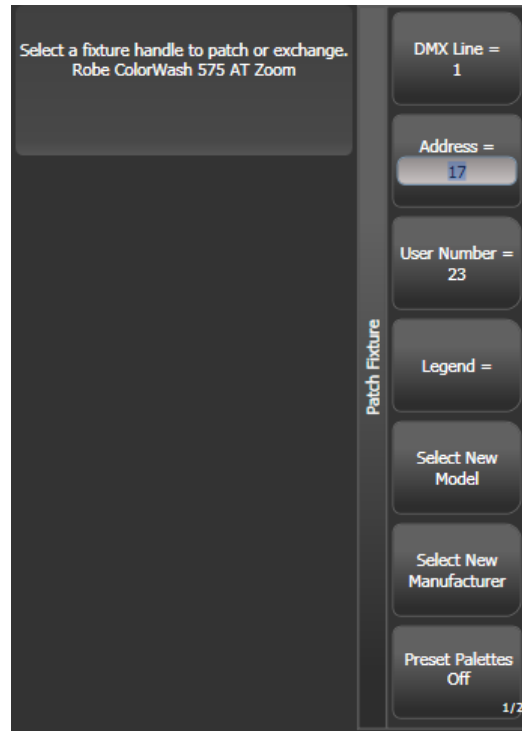 Select a fixture handle to patch or exchange.
Robe ColorWash 575 AT Zoom
Patch Fixture
DMX Line =
1
Address =
17
User Number =
23
Legend =
Select New
Model
Select New
Manufacturer
Preset Palettes
Off
1/2